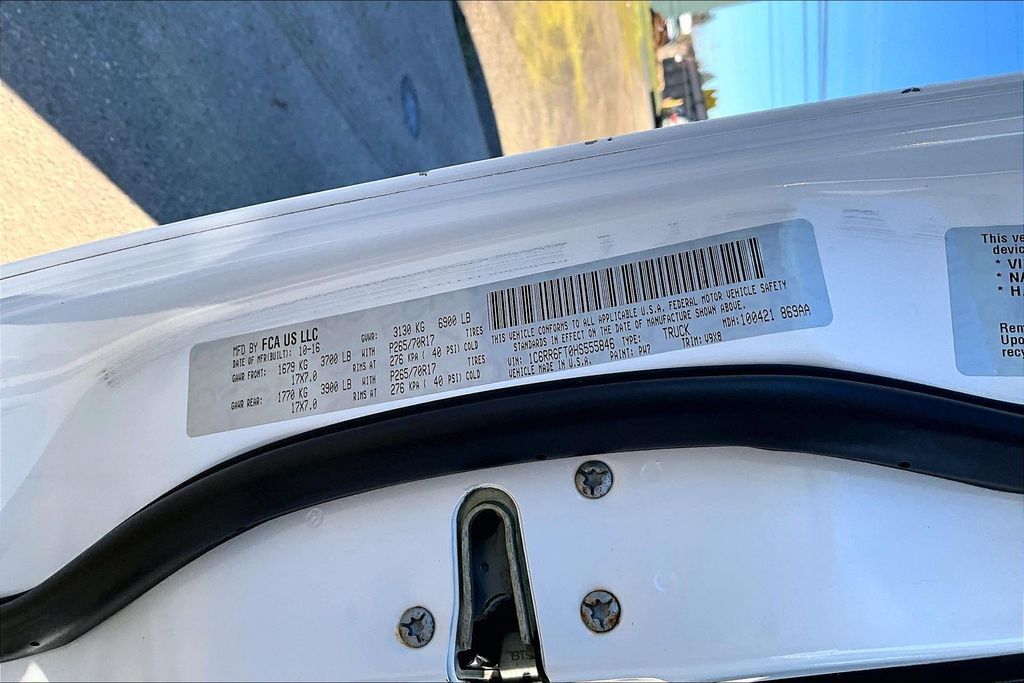 MFD BY FCA US LLC
DATE OF MFR(BUILT): 10-16 GVWR: 3130 KG 6900 LB
GAWR FRONT: 1679 KG 3700 LB WITH P265/70R17 TIRES
17X7.0 RIMS AT 276 KPA ( 40 PSI) COLD
GAWR REAR: 1770 KG 3900 LB WITH P265/70R17 TIRES
17X7.0 RIMS AT 276 KPA ( 40 PSI) COLD
THIS VEHICLE CONFORMS TO ALL APPLICABLE U.S.A. FEDERAL MOTOR VEHICLE SAFETY
STANDARDS IN EFFECT ON THE DATE OF MANUFACTURE SHOWN ABOVE.
VIN: 1C6RR6FT0HS555846 TYPE: TRUCK MDH:100421 869AA
VEHICLE MADE IN U.S.A. PAINT: PW7 TRIM: V9X8
This ve
devic
* VI
* NA
* HA
Rem
Upo
recy